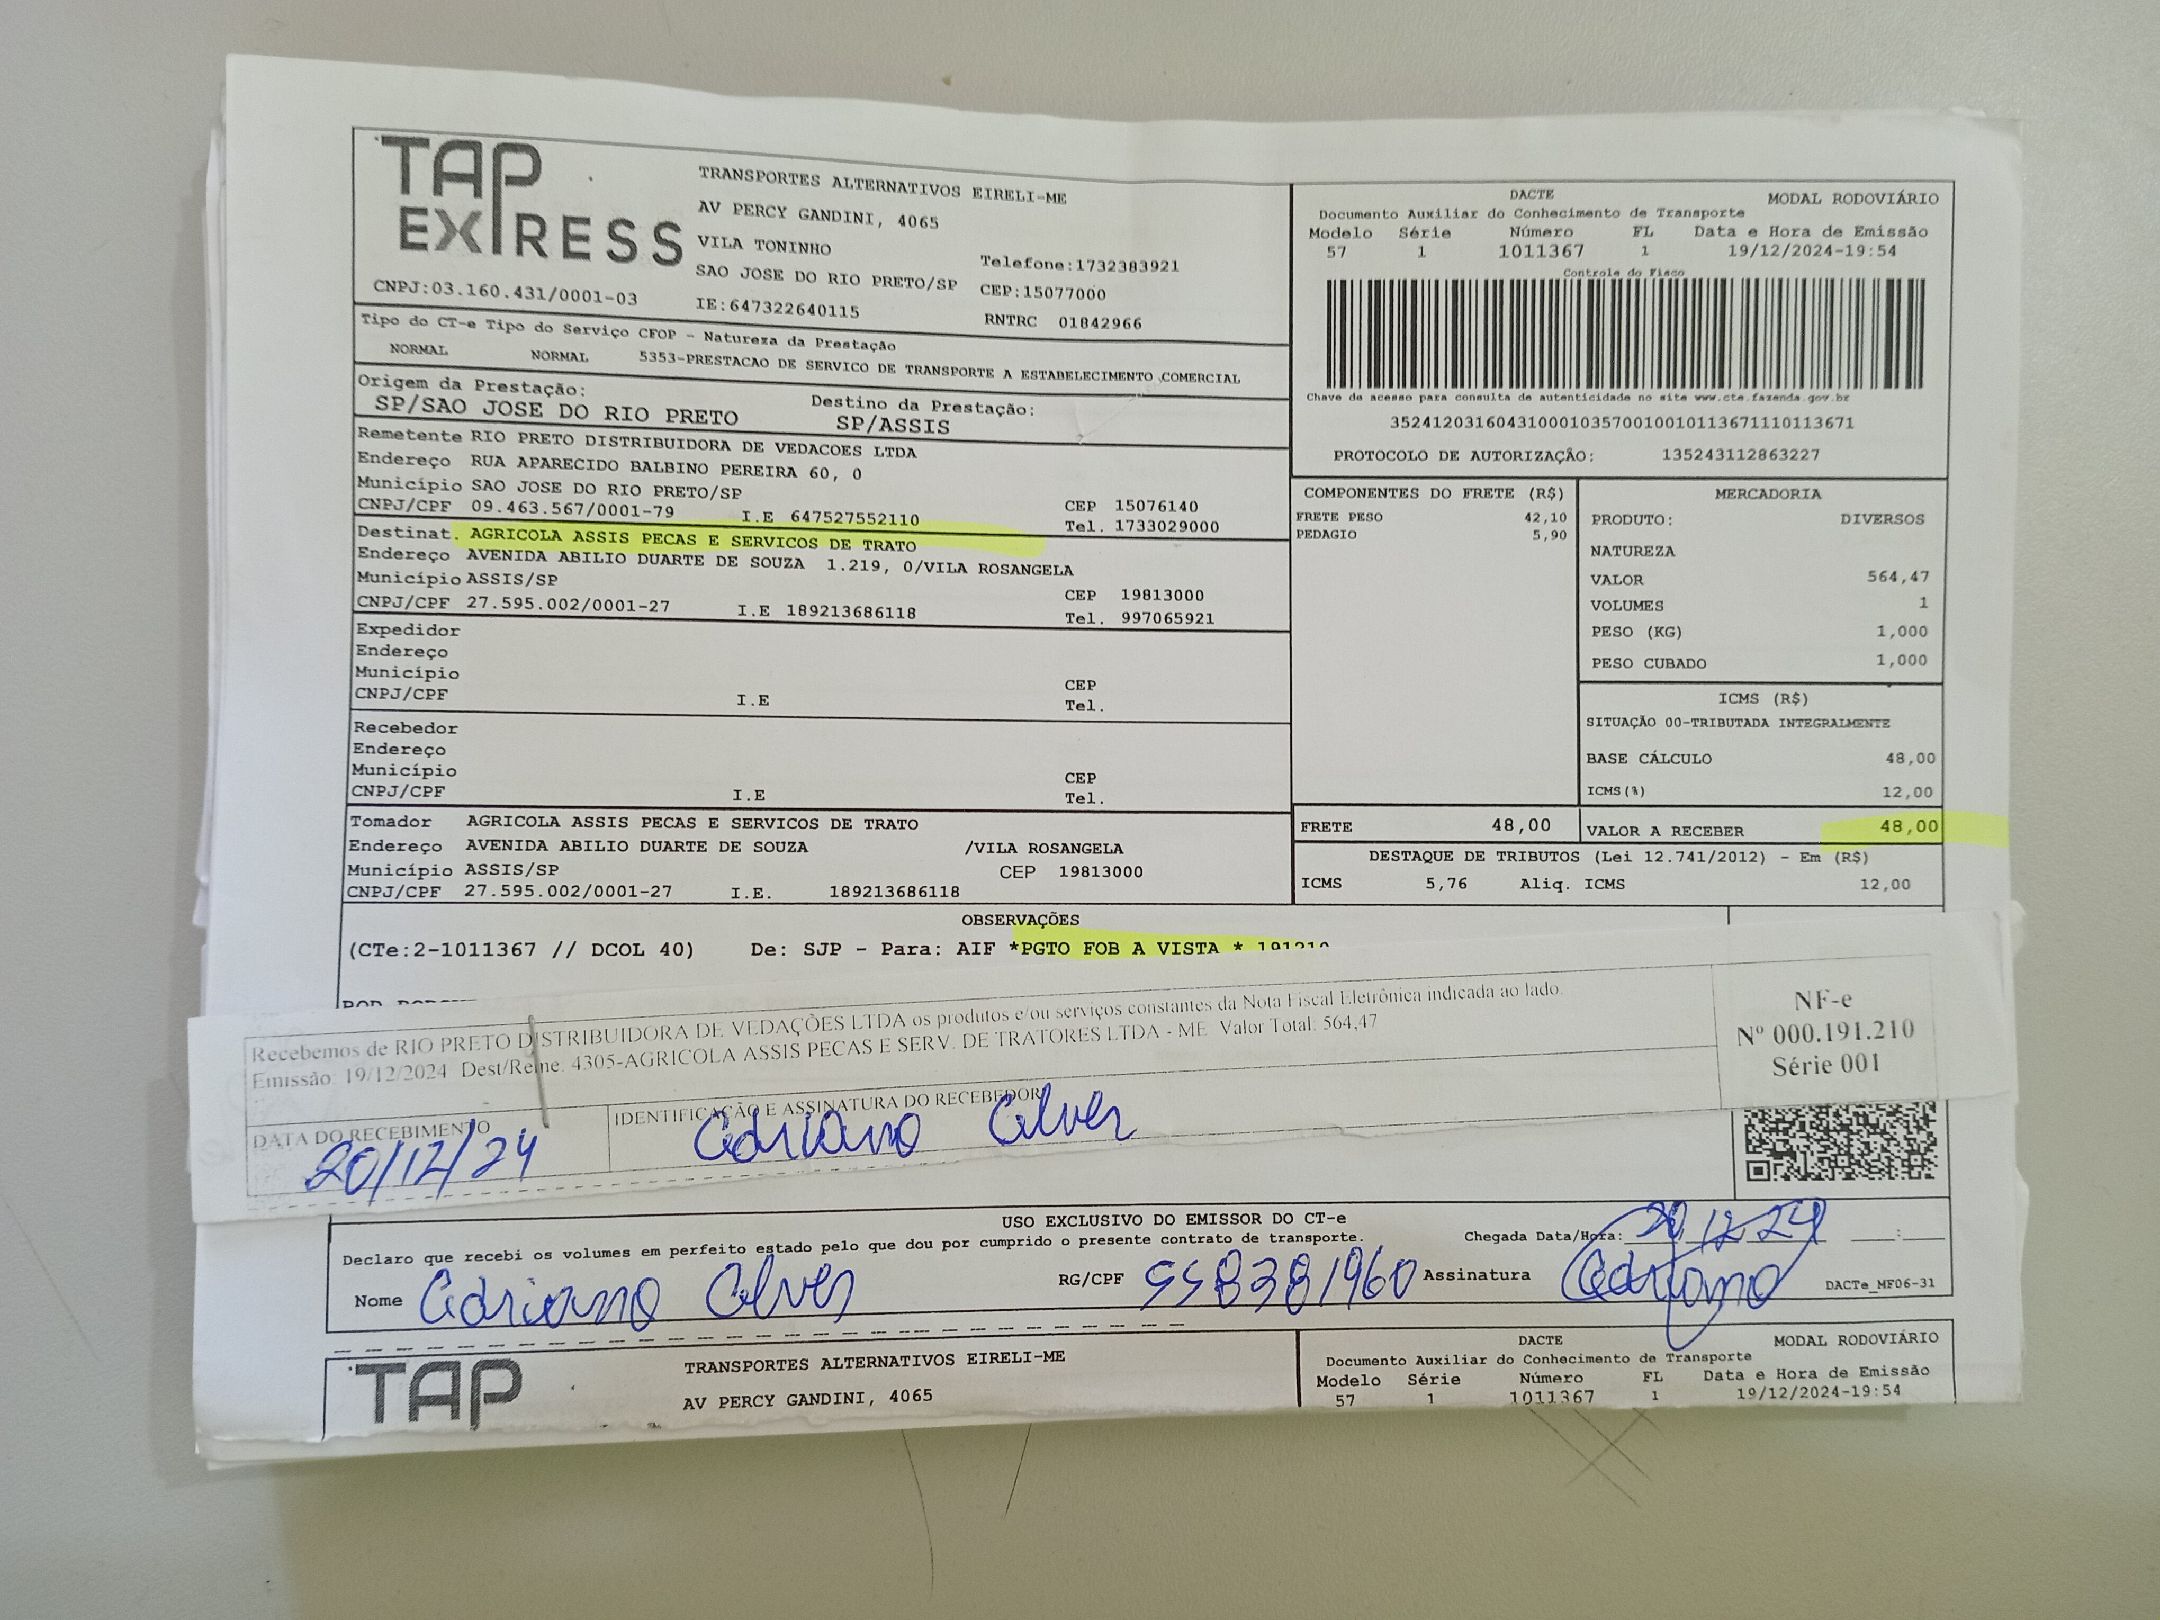 TAP EXPRESS
CNPJ:03.160.431/0001-03
TRANSPORTES ALTERNATIVOS EIRELI-ME
AV PERCY GANDINI, 4065
VILA TONINHO
SAO JOSE DO RIO PRETO/SP
IE:647322640115
Telefone:1732383921
CEP:15077000
RNTRC 01842966
DACTE MODAL RODOVIÁRIO
Documento Auxiliar do Conhecimento de Transporte
Modelo Série Número FL Data e Hora de Emissão
57 1 1011367 1 19/12/2024-19:54
Controle do Fisco
Chave de acesso para consulta de autenticidade no site www.cte.fazenda.gov.br
35241203160431000103570010010113671110113671
PROTOCOLO DE AUTORIZAÇÃO: 135243112863227
Tipo do CT-e Tipo do Serviço CFOP - Natureza da Prestação
NORMAL NORMAL 5353-PRESTACAO DE SERVICO DE TRANSPORTE A ESTABELECIMENTO COMERCIAL
Origem da Prestação: Destino da Prestação:
SP/SAO JOSE DO RIO PRETO SP/ASSIS
Remetente RIO PRETO DISTRIBUIDORA DE VEDACOES LTDA
Endereço RUA APARECIDO BALBINO PEREIRA 60, 0
Município SAO JOSE DO RIO PRETO/SP CEP 15076140
CNPJ/CPF 09.463.567/0001-79 I.E 647527552110 Tel. 1733029000
Destinat. AGRICOLA ASSIS PECAS E SERVICOS DE TRATO
Endereço AVENIDA ABILIO DUARTE DE SOUZA 1.219, 0/VILA ROSANGELA
Município ASSIS/SP CEP 19813000
CNPJ/CPF 27.595.002/0001-27 I.E 189213686118 Tel. 997065921
Expedidor
Endereço
Município CEP
CNPJ/CPF I.E Tel.
Recebedor
Endereço
Município CEP
CNPJ/CPF I.E Tel.
Tomador AGRICOLA ASSIS PECAS E SERVICOS DE TRATO
Endereço AVENIDA ABILIO DUARTE DE SOUZA /VILA ROSANGELA
Município ASSIS/SP CEP 19813000
CNPJ/CPF 27.595.002/0001-27 I.E. 189213686118
COMPONENTES DO FRETE (R$)
FRETE PESO 42,10
PEDAGIO 5,90
MERCADORIA
PRODUTO: DIVERSOS
NATUREZA
VALOR 564,47
VOLUMES 1
PESO (KG) 1,000
PESO CUBADO 1,000
ICMS (R$)
SITUAÇÃO 00-TRIBUTADA INTEGRALMENTE
BASE CÁLCULO 48,00
ICMS(%) 12,00
FRETE 48,00 VALOR A RECEBER 48,00
DESTAQUE DE TRIBUTOS (Lei 12.741/2012) - Em (R$)
ICMS 5,76 Aliq. ICMS 12,00
OBSERVAÇÕES
(CTe:2-1011367 // DCOL 40) De: SJP - Para: AIF *PGTO FOB A VISTA * 191210
Recebemos de RIO PRETO DISTRIBUIDORA DE VEDAÇÕES LTDA os produtos e/ou serviços constantes da Nota Fiscal Eletrônica indicada ao lado.
Emissão: 19/12/2024 Dest/Reme: 4305-AGRICOLA ASSIS PECAS E SERV. DE TRATORES LTDA - ME Valor Total: 564,47
NF-e
Nº 000.191.210
Série 001
DATA DO RECEBIMENTO IDENTIFICAÇÃO E ASSINATURA DO RECEBEDOR
20/12/24 Adriano Alves
USO EXCLUSIVO DO EMISSOR DO CT-e
Declaro que recebi os volumes em perfeito estado pelo que dou por cumprido o presente contrato de transporte.
Chegada Data/Hora: 20/12/24 :
Nome Adriano Alves RG/CPF 558381960 Assinatura Adriano DACTe_MF06-31
TAP
TRANSPORTES ALTERNATIVOS EIRELI-ME
AV PERCY GANDINI, 4065
DACTE MODAL RODOVIÁRIO
Documento Auxiliar do Conhecimento de Transporte
Modelo Série Número FL Data e Hora de Emissão
57 1 1011367 1 19/12/2024-19:54